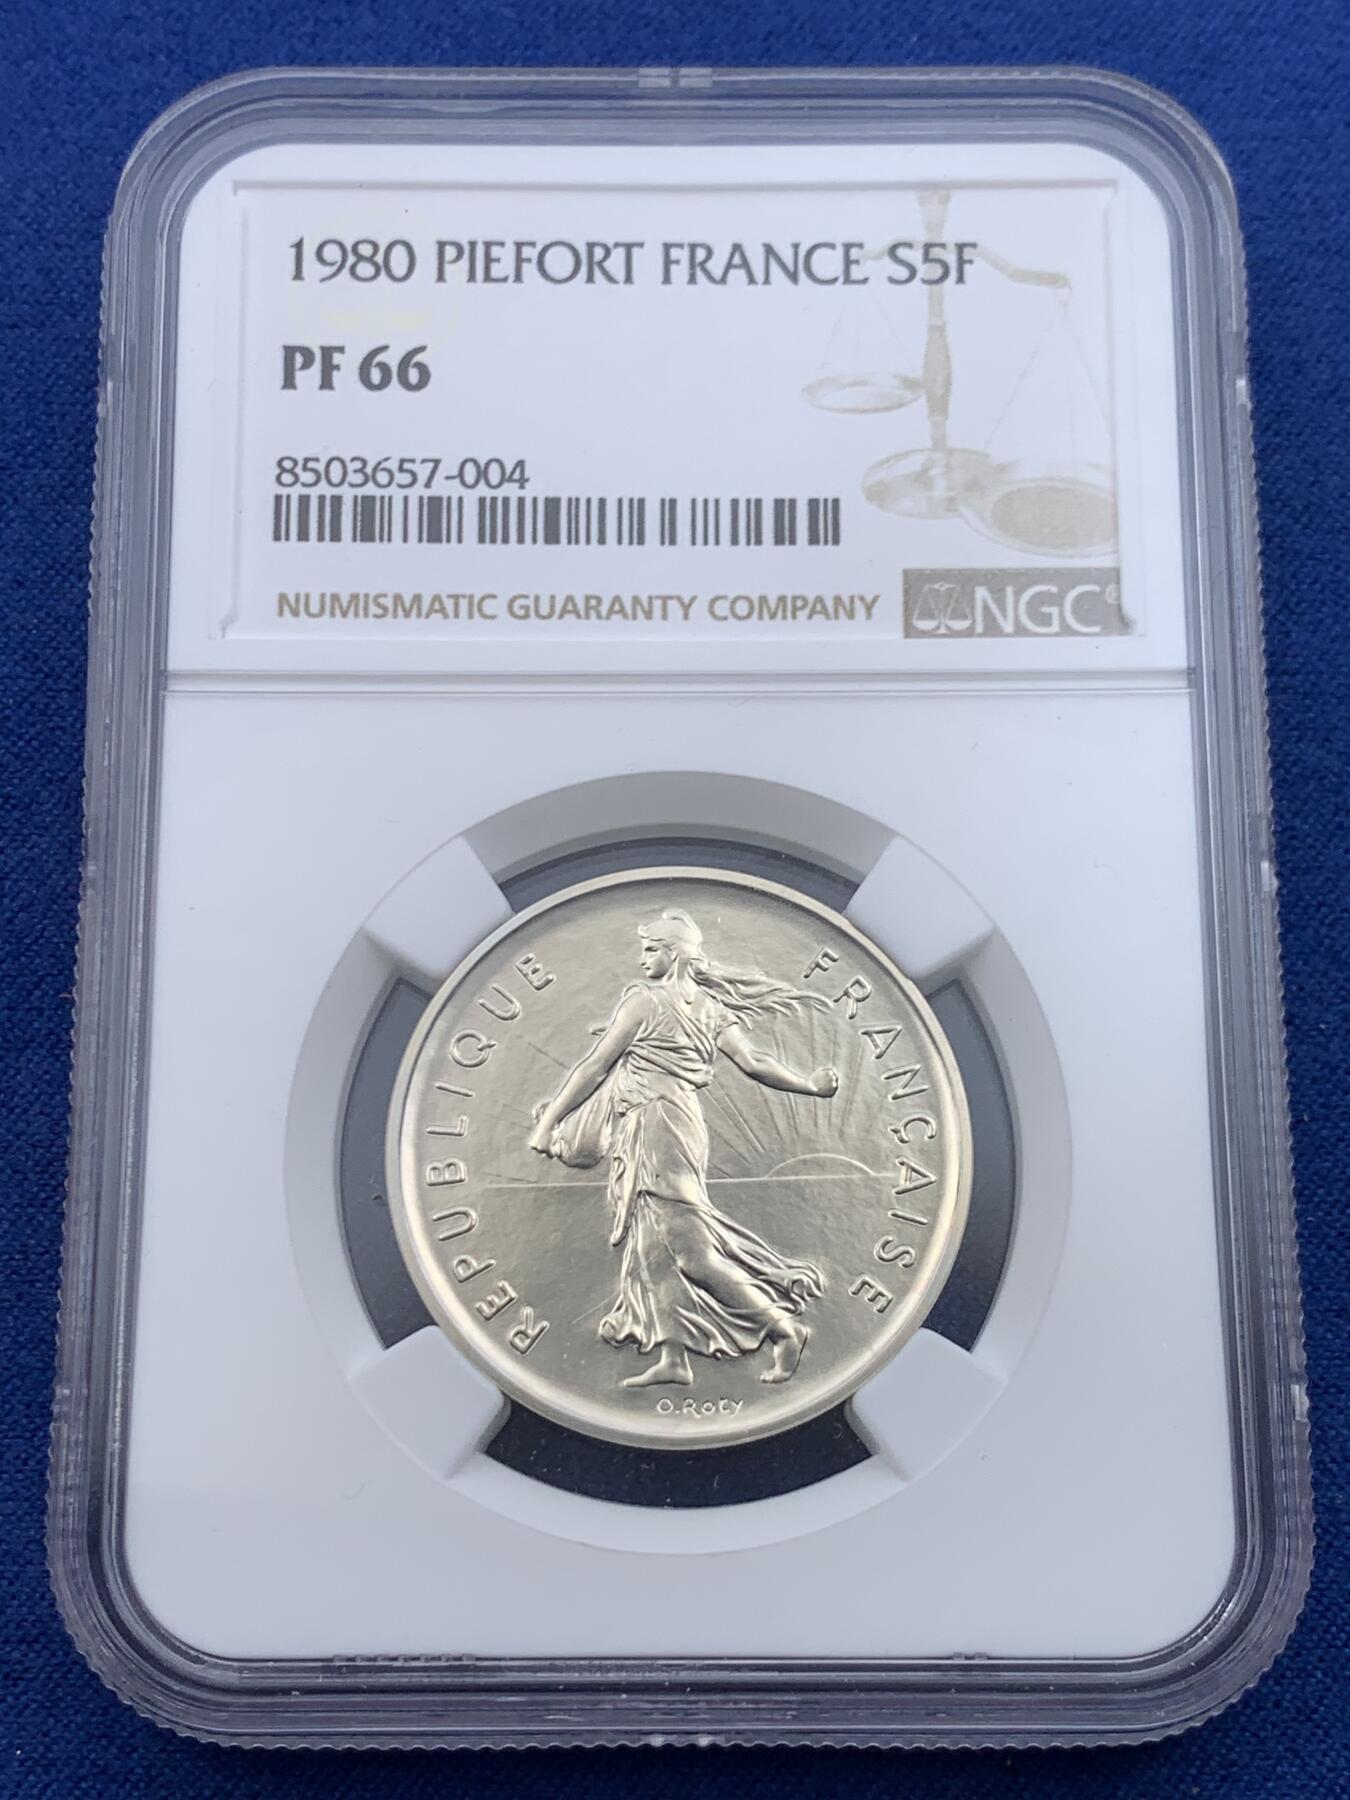 1980 PIEFORT FRANCE S5F
PF 66
8503657-004
NUMISMATIC GUARANTY COMPANY
NGC®
REPUBLIQUE FRANÇAISE
O. Roty